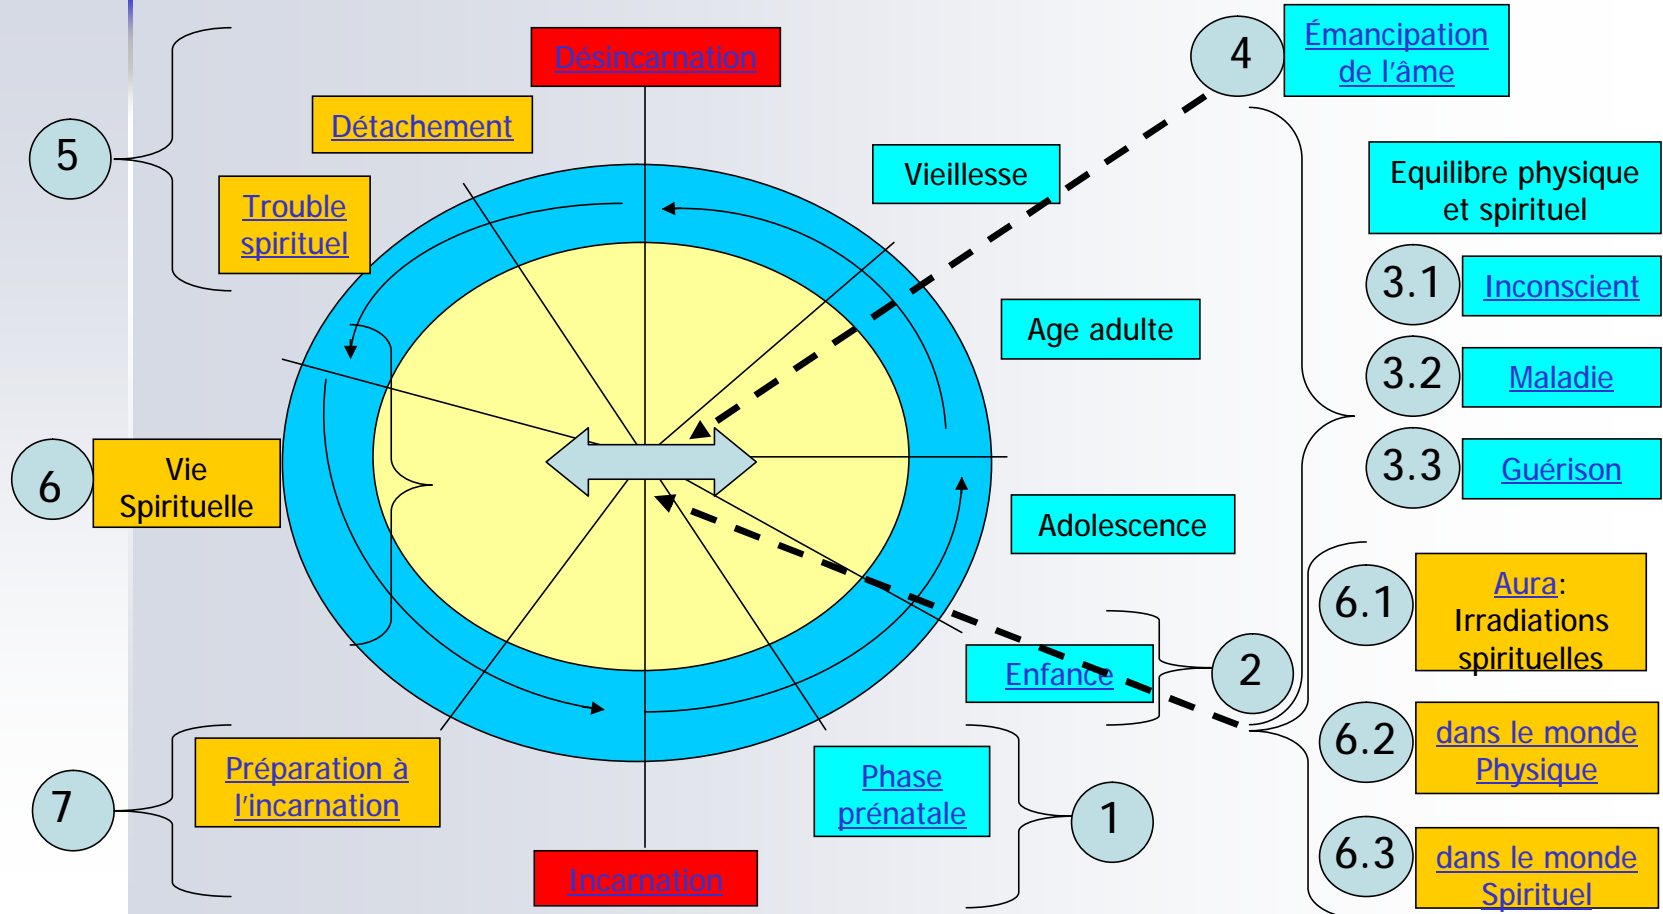 Désincarnation
4
Émancipation
de l'âme
Détachement
5
Vieillesse
Equilibre physique
et spirituel
Trouble
spirituel
3.1
Inconscient
Age adulte
3.2
Maladie
6
Vie
Spirituelle
3.3
Guérison
Adolescence
6.1
Aura:
Irradiations
spirituelles
Enfance
2
6.2
dans le monde
Physique
7
Préparation à
l'incarnation
Phase
prénatale
1
6.3
dans le monde
Spirituel
Incarnation